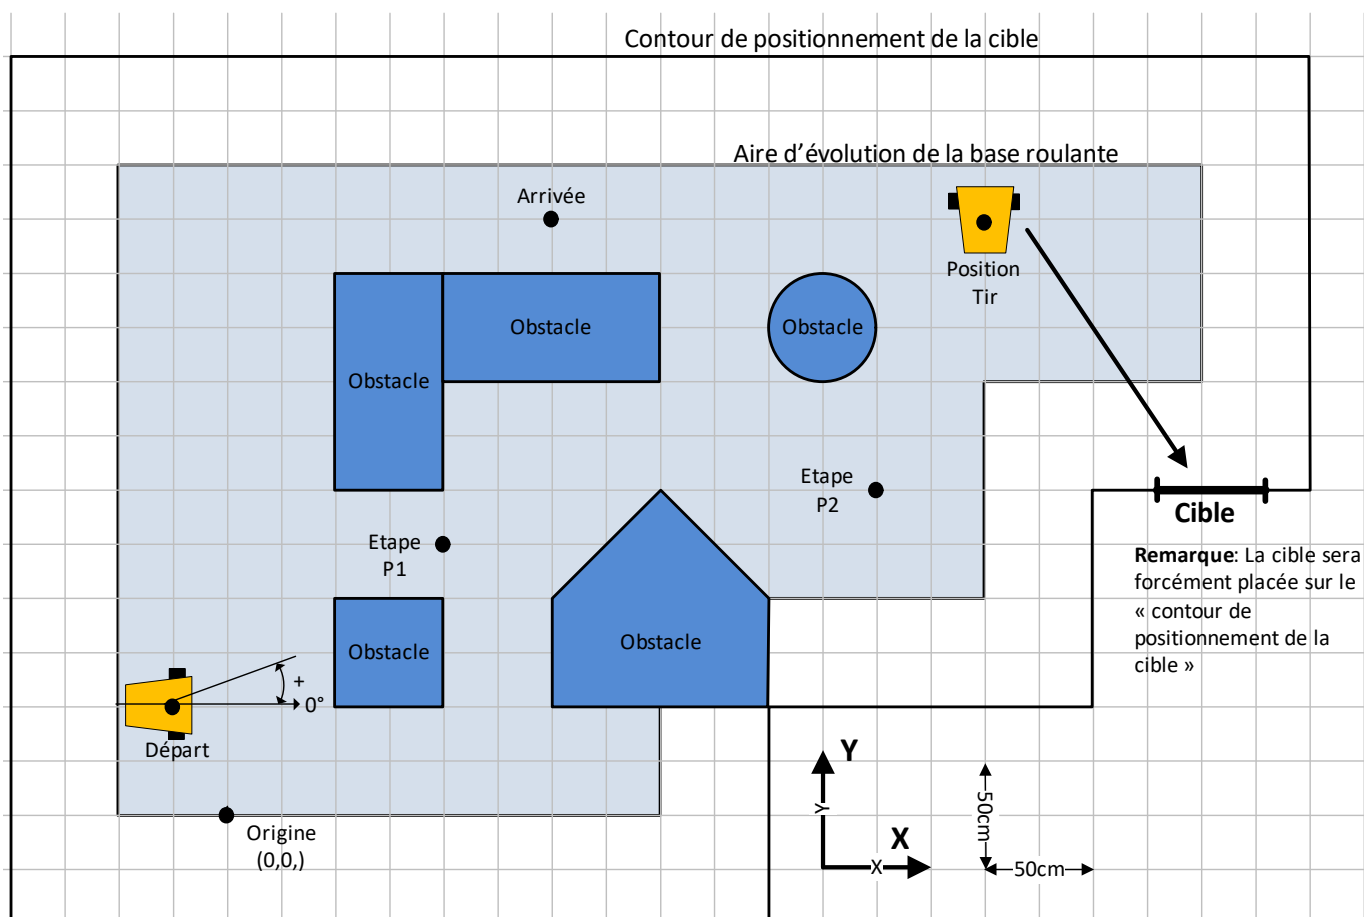 Contour de positionnement de la cible
Aire d’évolution de la base roulante
Arrivée
Position
Tir
Obstacle
Obstacle
Obstacle
Etape
P2
Cible
Etape
P1
Remarque: La cible sera
forcément placée sur le
« contour de
positionnement de la
cible »
Obstacle
Obstacle
+
0°
Départ
Y
Y
50cm
Origine
(0,0,)
X
X
50cm